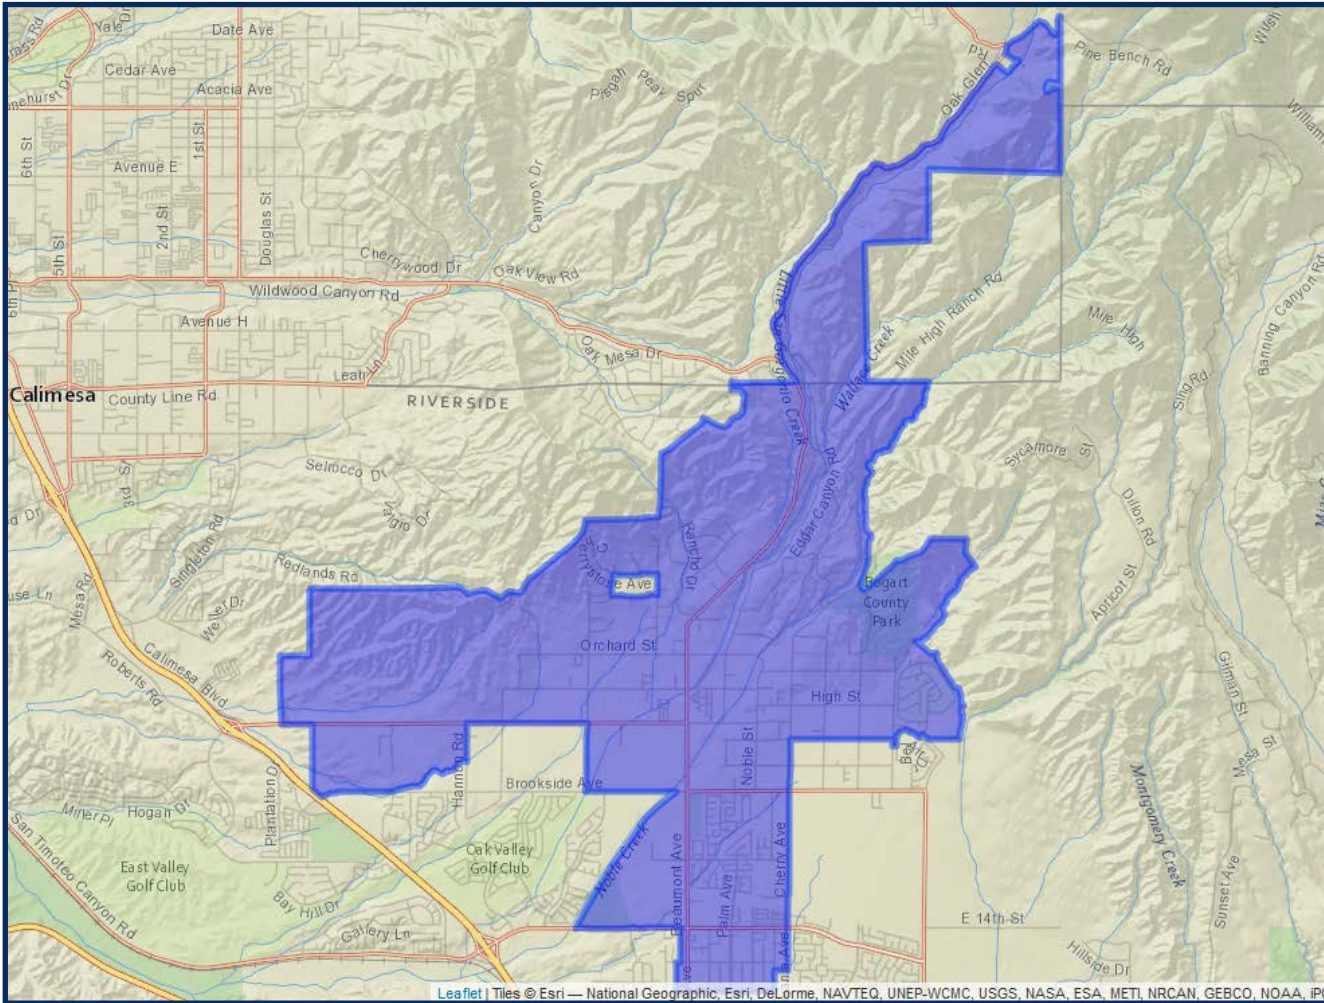 Yale
Date Ave
Oak Glen Rd
Pine Bench Rd
Cedar Ave
Acacia Ave
Pisgah Peak Spur
6th St
1st St
Avenue E
Canyon Dr
5th St
2nd St
Douglas St
Cherrywood Dr
Oak View Rd
Wildwood Canyon Rd
Avenue H
Oak Mesa Dr
Leah Ln
Little San Gorgonio Creek
Wallace Creek
Mile High Ranch Rd
Mile High
Banning Canyon Rd
Sing Rd
Calimesa
County Line Rd
RIVERSIDE
Selrocco Dr
3rd St
Singleton Rd
Eddar Canyon Rd
Sycamore St
Dillon Rd
Redlands Rd
Rancho Dr
e Ave
Mesa Rd
Weller Dr
Bogart
County
Park
Apricot St
Orchard St
Roberts Rd
Calimesa Blvd
High St
Gilman St
Noble St
Mesa St
Brookside Ave
Hannon Rd
Plantation Dr
Miner Pl
Hogan Dr
Montgomery Creek
San Timoteo Canyon Rd
East Valley
Golf Club
Oak Valley
Golf Club
Noble Creek
Beaumont Ave
Palm Ave
Cherry Ave
Sunset Ave
Bay Hill Dr
Gallery Ln
E 14th St
Hillside Dr
Leaflet | Tiles © Esri — National Geographic, Esri, DeLorme, NAVTEQ, UNEP-WCMC, USGS, NASA, ESA, METI, NRCAN, GEBCO, NOAA, iP